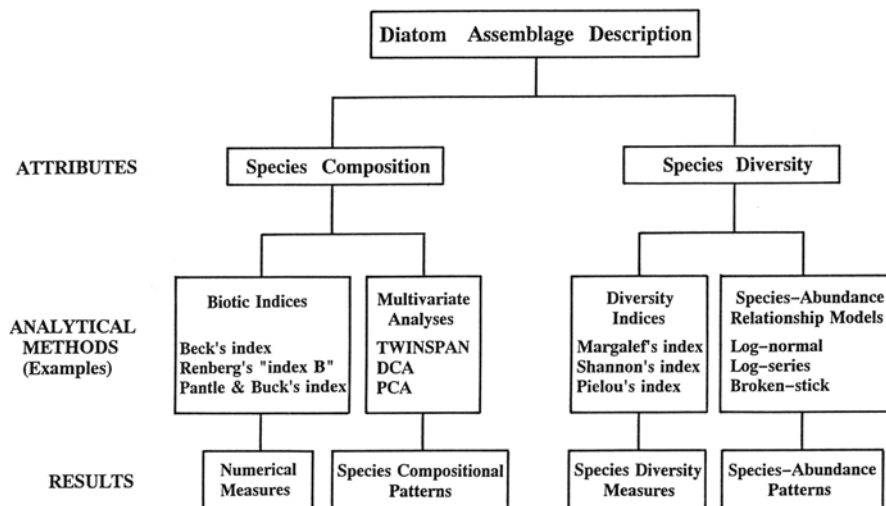 Diatom Assemblage Description
ATTRIBUTES
Species Composition
Species Diversity
ANALYTICAL
METHODS
(Examples)
Biotic Indices
Beck's index
Renberg's "index B"
Pantle & Buck's index
Multivariate
Analyses
TWINSPAN
DCA
PCA
Diversity
Indices
Margalef's index
Shannon's index
Pielou's index
Species–Abundance
Relationship Models
Log–normal
Log–series
Broken–stick
RESULTS
Numerical
Measures
Species Compositional
Patterns
Species Diversity
Measures
Species–Abundance
Patterns